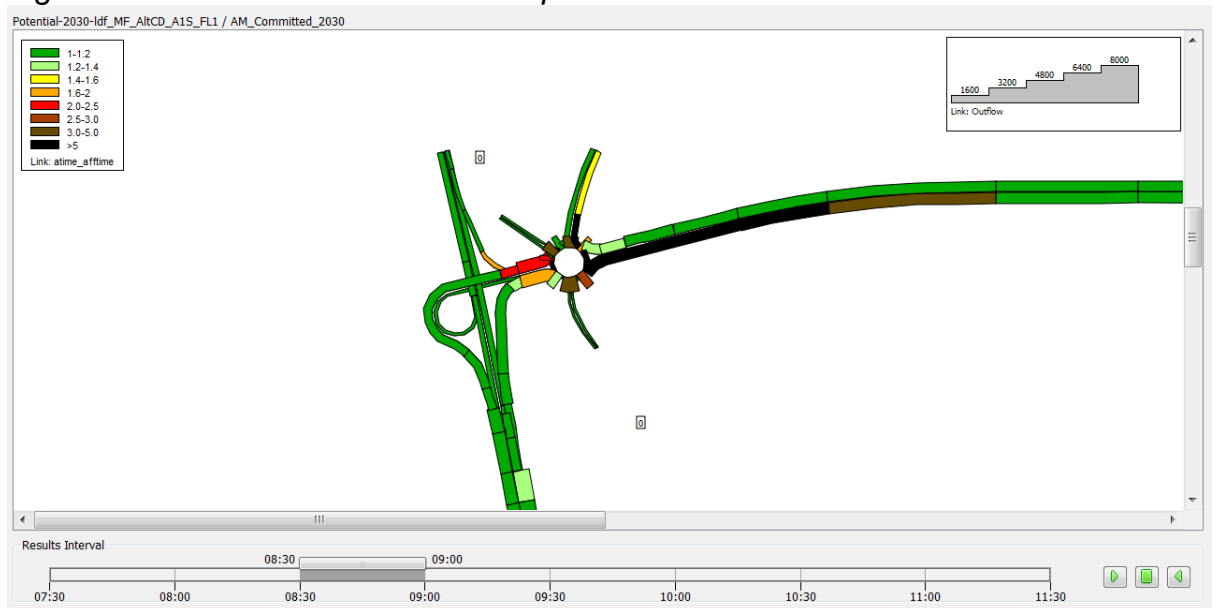 Potential-2030-ldf_MF_AltCD_A1S_FL1 / AM_Committed_2030
1-1.2
1.2-1.4
1.4-1.6
1.6-2
2.0-2.5
2.5-3.0
3.0-5.0
>5
Link: atime_afftime
1600 3200 4800 6400 8000
Link: Outflow
0
0
Results Interval
08:30 09:00
07:30 08:00 08:30 09:00 09:30 10:00 10:30 11:00 11:30